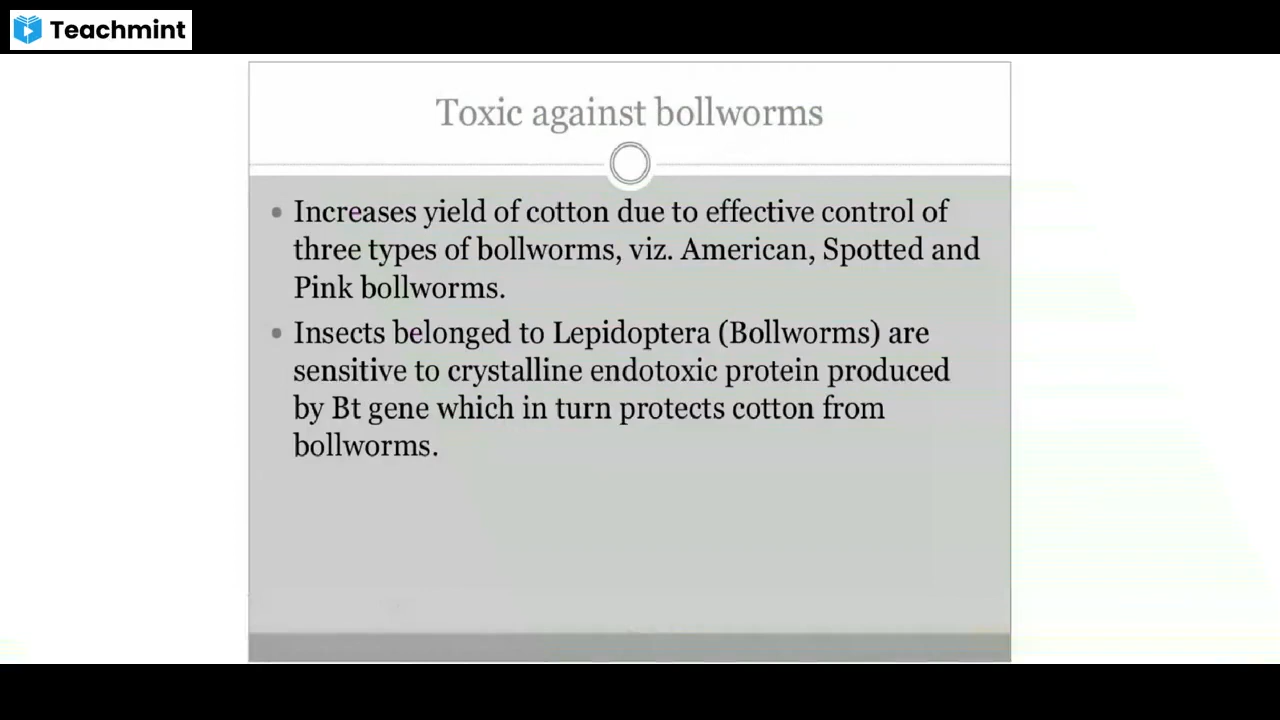 Teachmint
Toxic against bollworms
• Increases yield of cotton due to effective control of
three types of bollworms, viz. American, Spotted and
Pink bollworms.
• Insects belonged to Lepidoptera (Bollworms) are
sensitive to crystalline endotoxic protein produced
by Bt gene which in turn protects cotton from
bollworms.